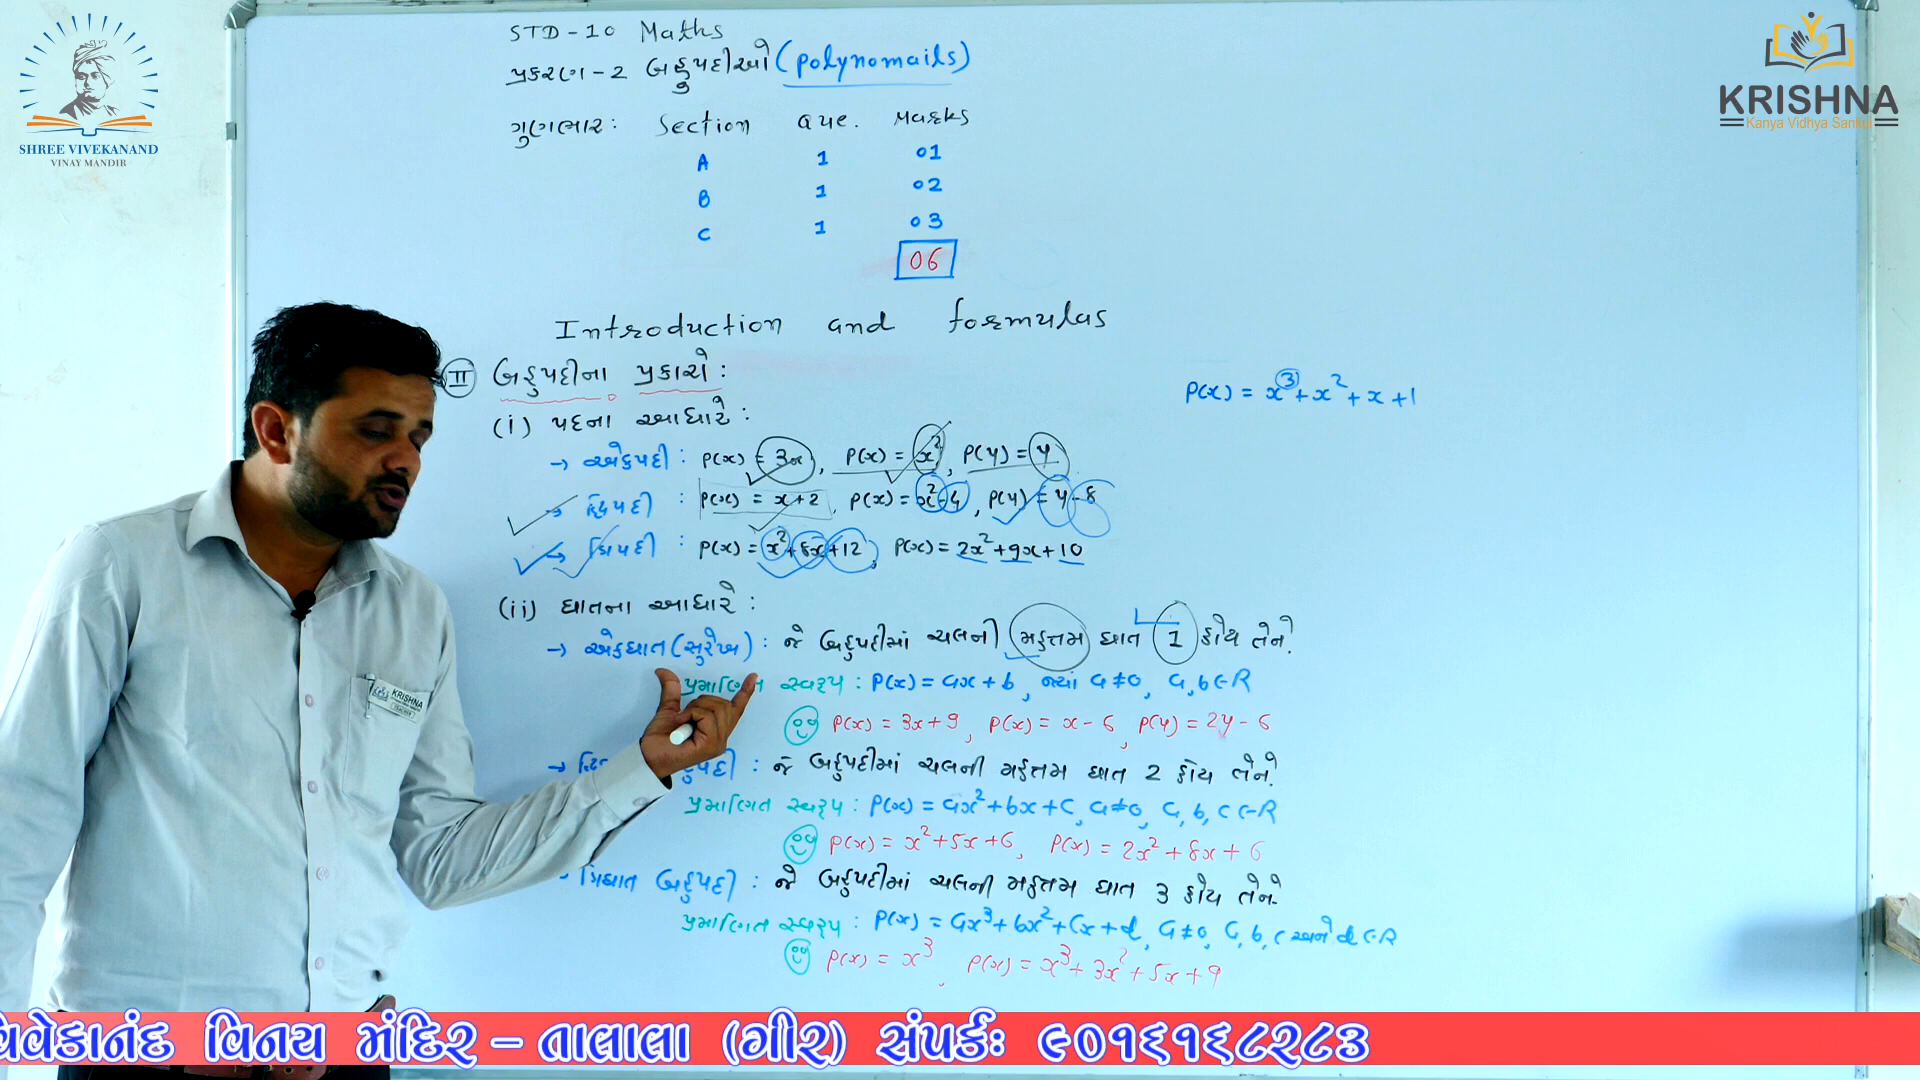 SHREE VIVEKANAND
VINAY MANDIR
KRISHNA
Kanya Vidhya Sankul
STD-10 Maths
પ્રકરણ-2 બહુપદીઓ (polynomails)
ગુણભાર: Section Que. Marks
A 1 01
B 1 02
C 1 03
06
Introduction and formulas
II બહુપદીના પ્રકારો:
P(x) = x³+x²+x+1
(i) પદના આધારે:
→ એકપદી: P(x) = 3x, P(x) = x², P(y) = y
→ દ્વિપદી: P(x) = x+2, P(x) = x²-4, P(y) = y-8
→ ત્રિપદી: P(x) = x²+8x+12, P(x) = 2x²+9x+10
(ii) ઘાતના આધારે:
→ એકઘાત (સુરેખ): જે બહુપદીમાં ચલની મહત્તમ ઘાત 1 હોય તેને.
પ્રમાણિત સ્વરૂપ: P(x) = ax+b, જ્યાં a≠0, a,b∈R
P(x) = 3x+9, P(x) = x-6, P(y) = 2y-6
→ : જે બહુપદીમાં ચલની મહત્તમ ઘાત 2 હોય તેને.
પ્રમાણિત સ્વરૂપ: P(x) = ax²+bx+c, a≠0, a, b, c∈R
P(x) = x²+5x+6, P(x) = 2x²+8x+6
ત્રિઘાત બહુપદી: જે બહુપદીમાં ચલની મહત્તમ ઘાત 3 હોય તેને-
પ્રમાણિત સ્વરૂપ: P(x) = ax³+bx²+cx+d, a≠0, a, b, c અને d∈R
P(x) = x³, P(x) = x³+3x²+5x+9
KRISHNA
TEACHER
વિવેકાનંદ વિનય મંદિર – તાલાલા (ગીર) સંપર્કઃ ૯૦૧૬૧૬૮૨૮૩